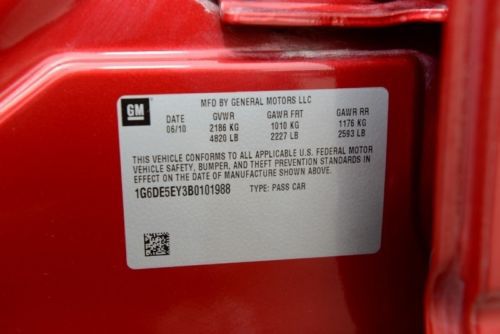 GM
MFD BY GENERAL MOTORS LLC
DATE GVWR GAWR FRT GAWR RR
06/10 2186 KG 1010 KG 1176 KG
4820 LB 2227 LB 2593 LB
THIS VEHICLE CONFORMS TO ALL APPLICABLE U.S. FEDERAL MOTOR
VEHICLE SAFETY, BUMPER, AND THEFT PREVENTION STANDARDS IN
EFFECT ON THE DATE OF MANUFACTURE SHOWN ABOVE.
1G6DE5EY3B0101988 TYPE: PASS CAR